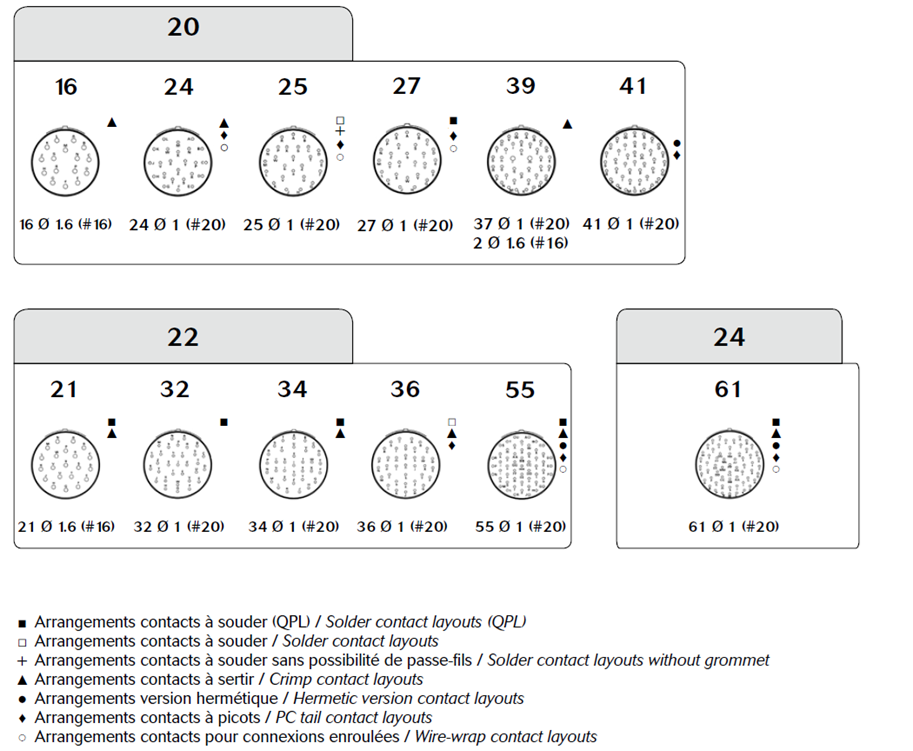 20
16 24 25 27 39 41
▲ ▲ □ ■ ▲
♦ + ♦ ●
○ ♦ ○ ♦
○
16 Ø 1.6 (#16) 24 Ø 1 (#20) 25 Ø 1 (#20) 27 Ø 1 (#20) 37 Ø 1 (#20) 41 Ø 1 (#20)
2 Ø 1.6 (#16)
22 24
21 32 34 36 55 61
■ ■ ■ □ ■ ■
▲ ▲ ▲ ▲ ▲
♦ ● ●
♦ ♦
○ ○
21 Ø 1.6 (#16) 32 Ø 1 (#20) 34 Ø 1 (#20) 36 Ø 1 (#20) 55 Ø 1 (#20) 61 Ø 1 (#20)
■ Arrangements contacts à souder (QPL) / Solder contact layouts (QPL)
□ Arrangements contacts à souder / Solder contact layouts
+ Arrangements contacts à souder sans possibilité de passe-fils / Solder contact layouts without grommet
▲ Arrangements contacts à sertir / Crimp contact layouts
● Arrangements version hermétique / Hermetic version contact layouts
♦ Arrangements contacts à picots / PC tail contact layouts
○ Arrangements contacts pour connexions enroulées / Wire-wrap contact layouts